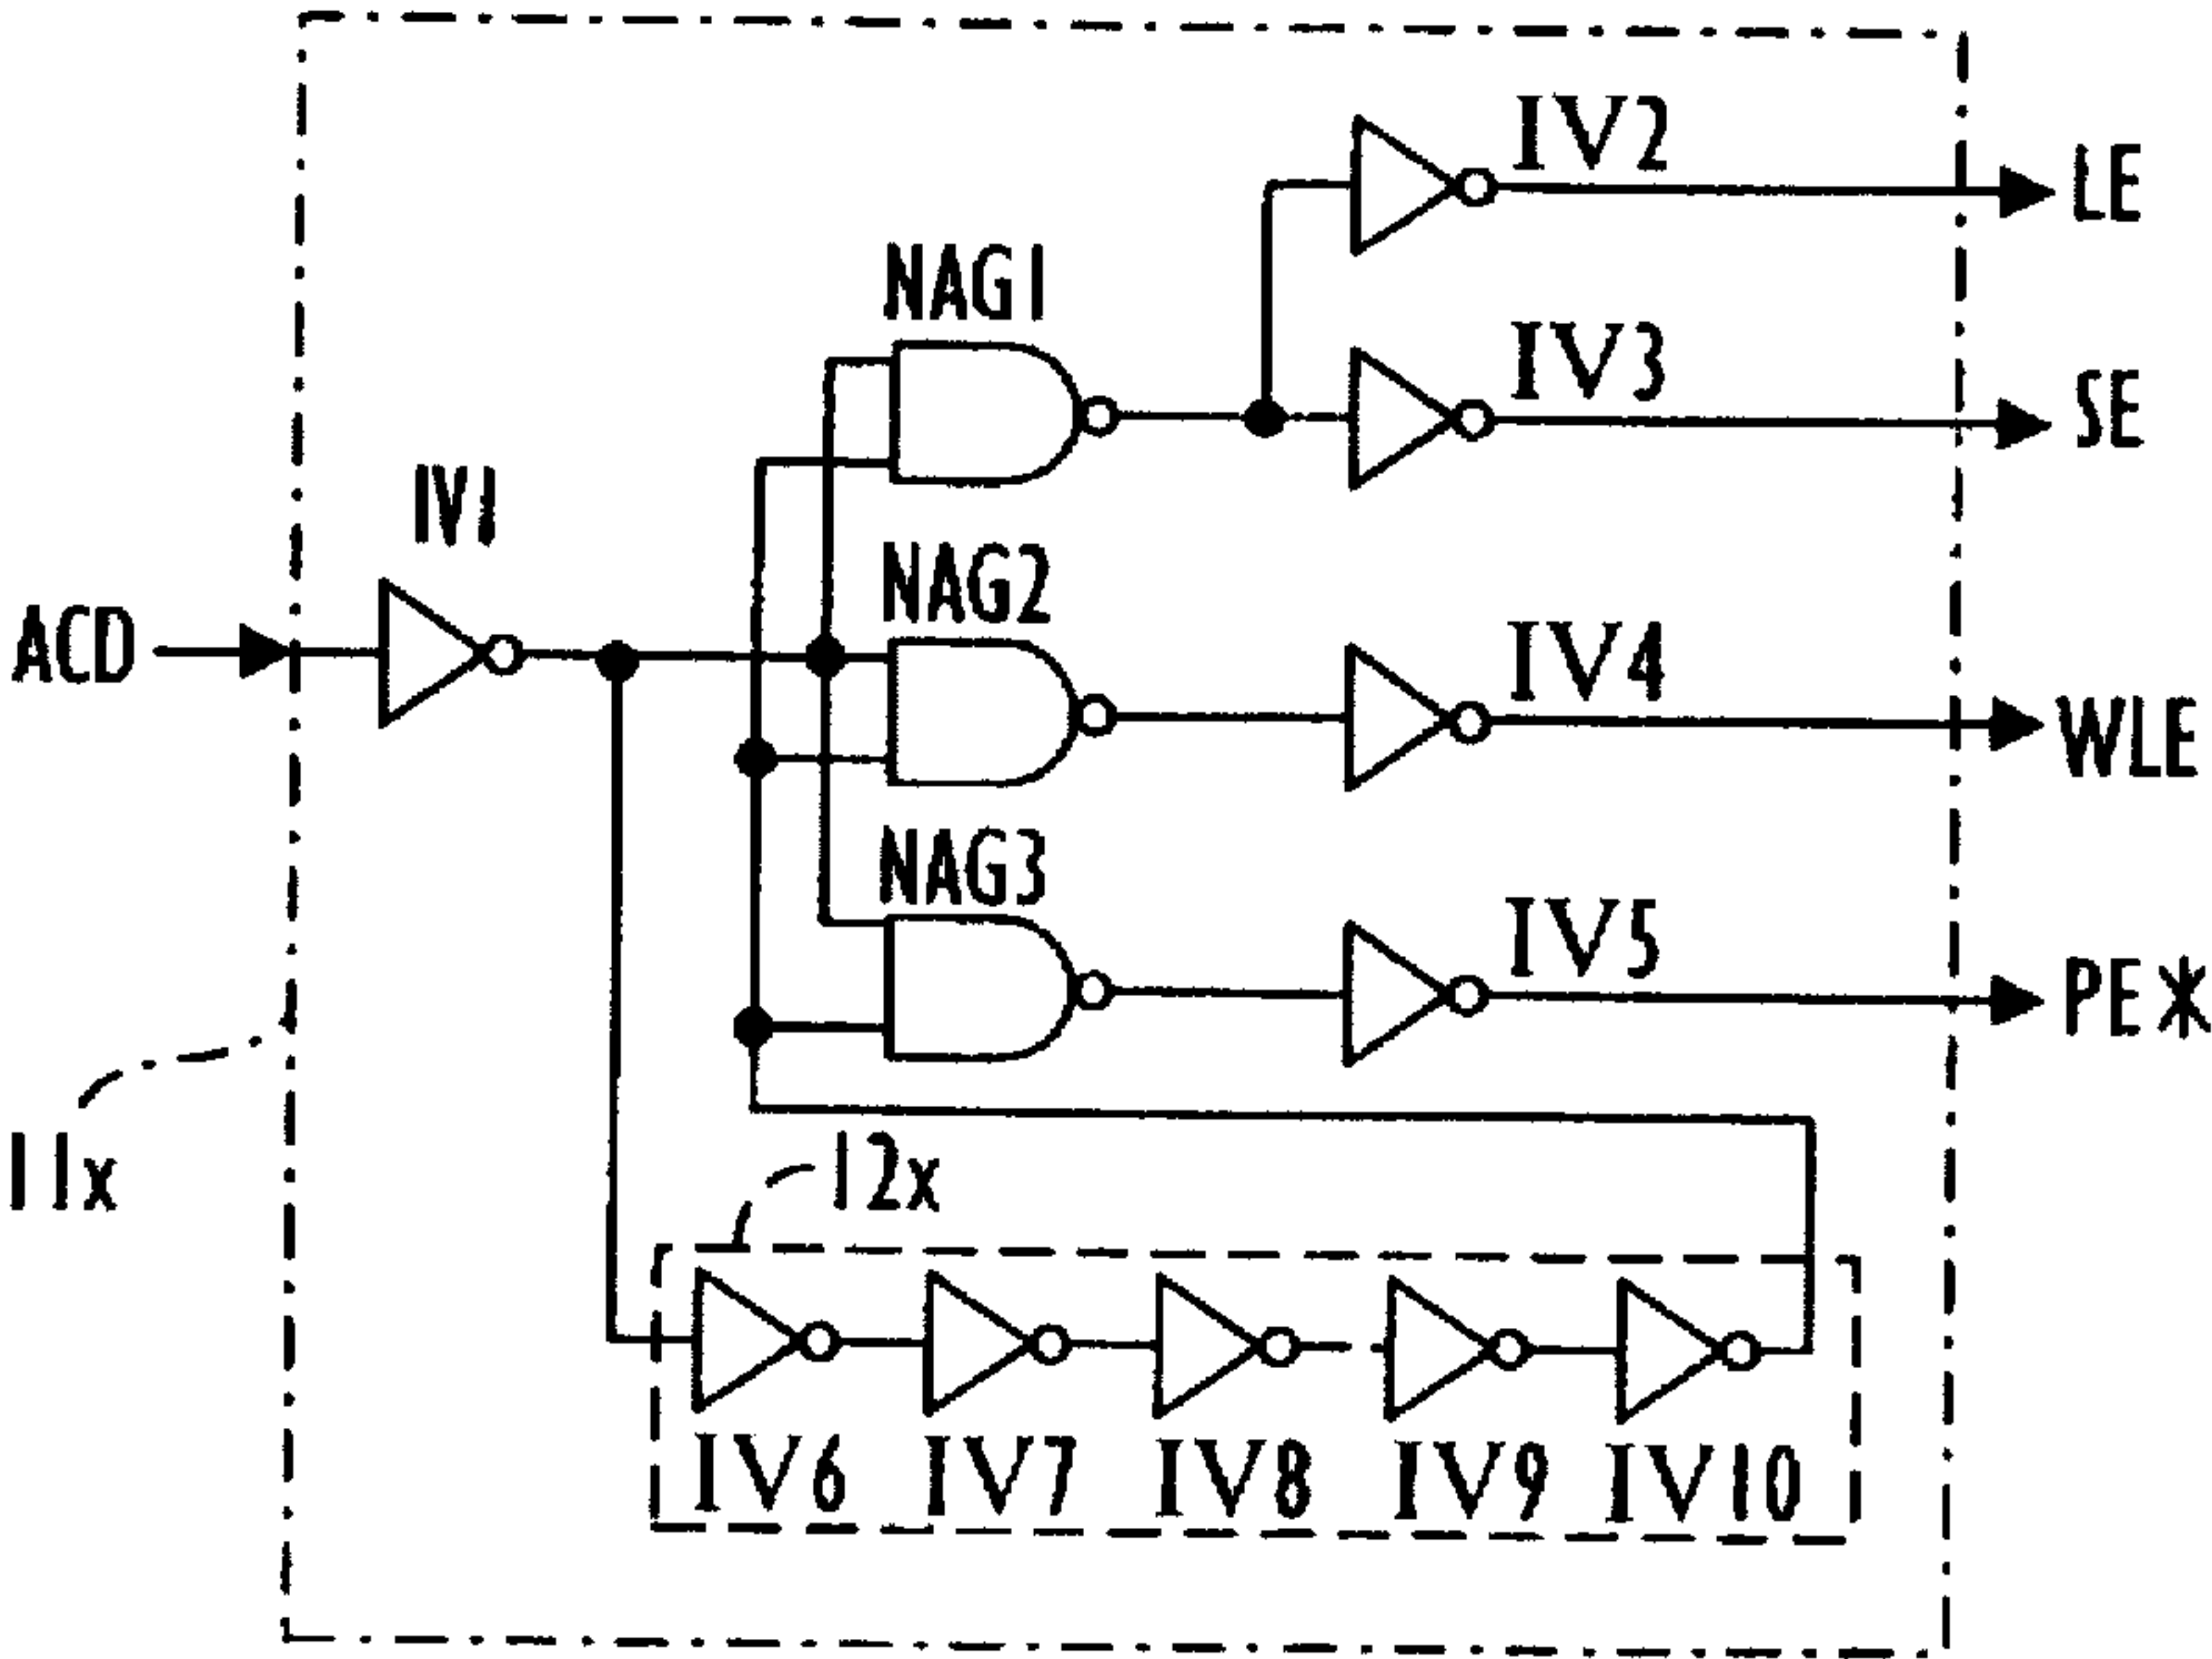 IV2
LE
NAG1
IV3
SE
IV1
NAG2
ACD
IV4
WLE
NAG3
IV5
PE*
11x
12x
IV6
IV7
IV8
IV9
IV10